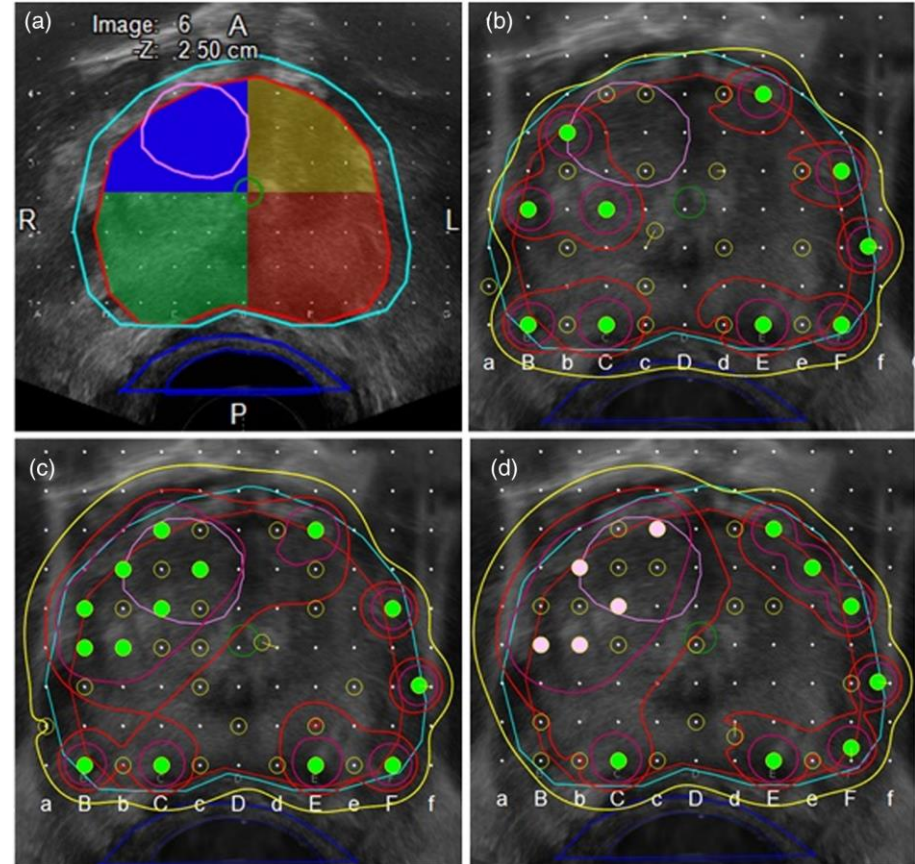 (a)
Image: 6 A
-Z: 2 50 cm
R
L
P
(b)
a B b C c D d E e F f
(c)
a B b C c D d E e F f
(d)
a B b C c D d E e F f